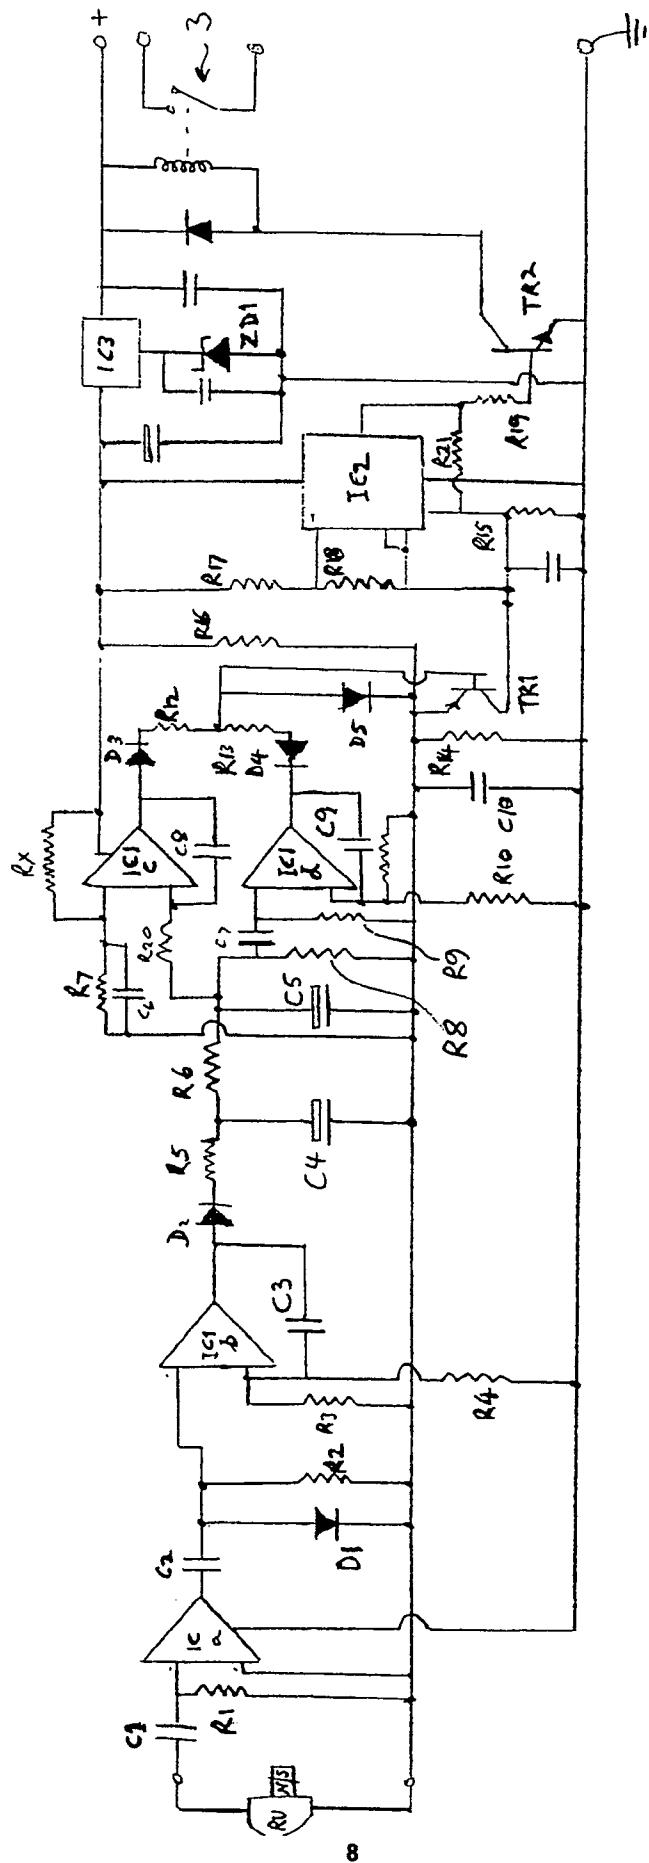 +
3
IC3
ZD1
TR2
R19
R21
IC2
R15
R17
R18
R16
R12
D3
R13
D4
D5
TR1
R14
C10
RX
IC1
c
C8
IC1
d
C9
R10
R20
C7
R7
C6
C5
R9
R8
R6
R5
C4
D2
IC1
b
C3
R3
R4
R2
C2
D1
IC
a
C1
R1
RU
N/S
8